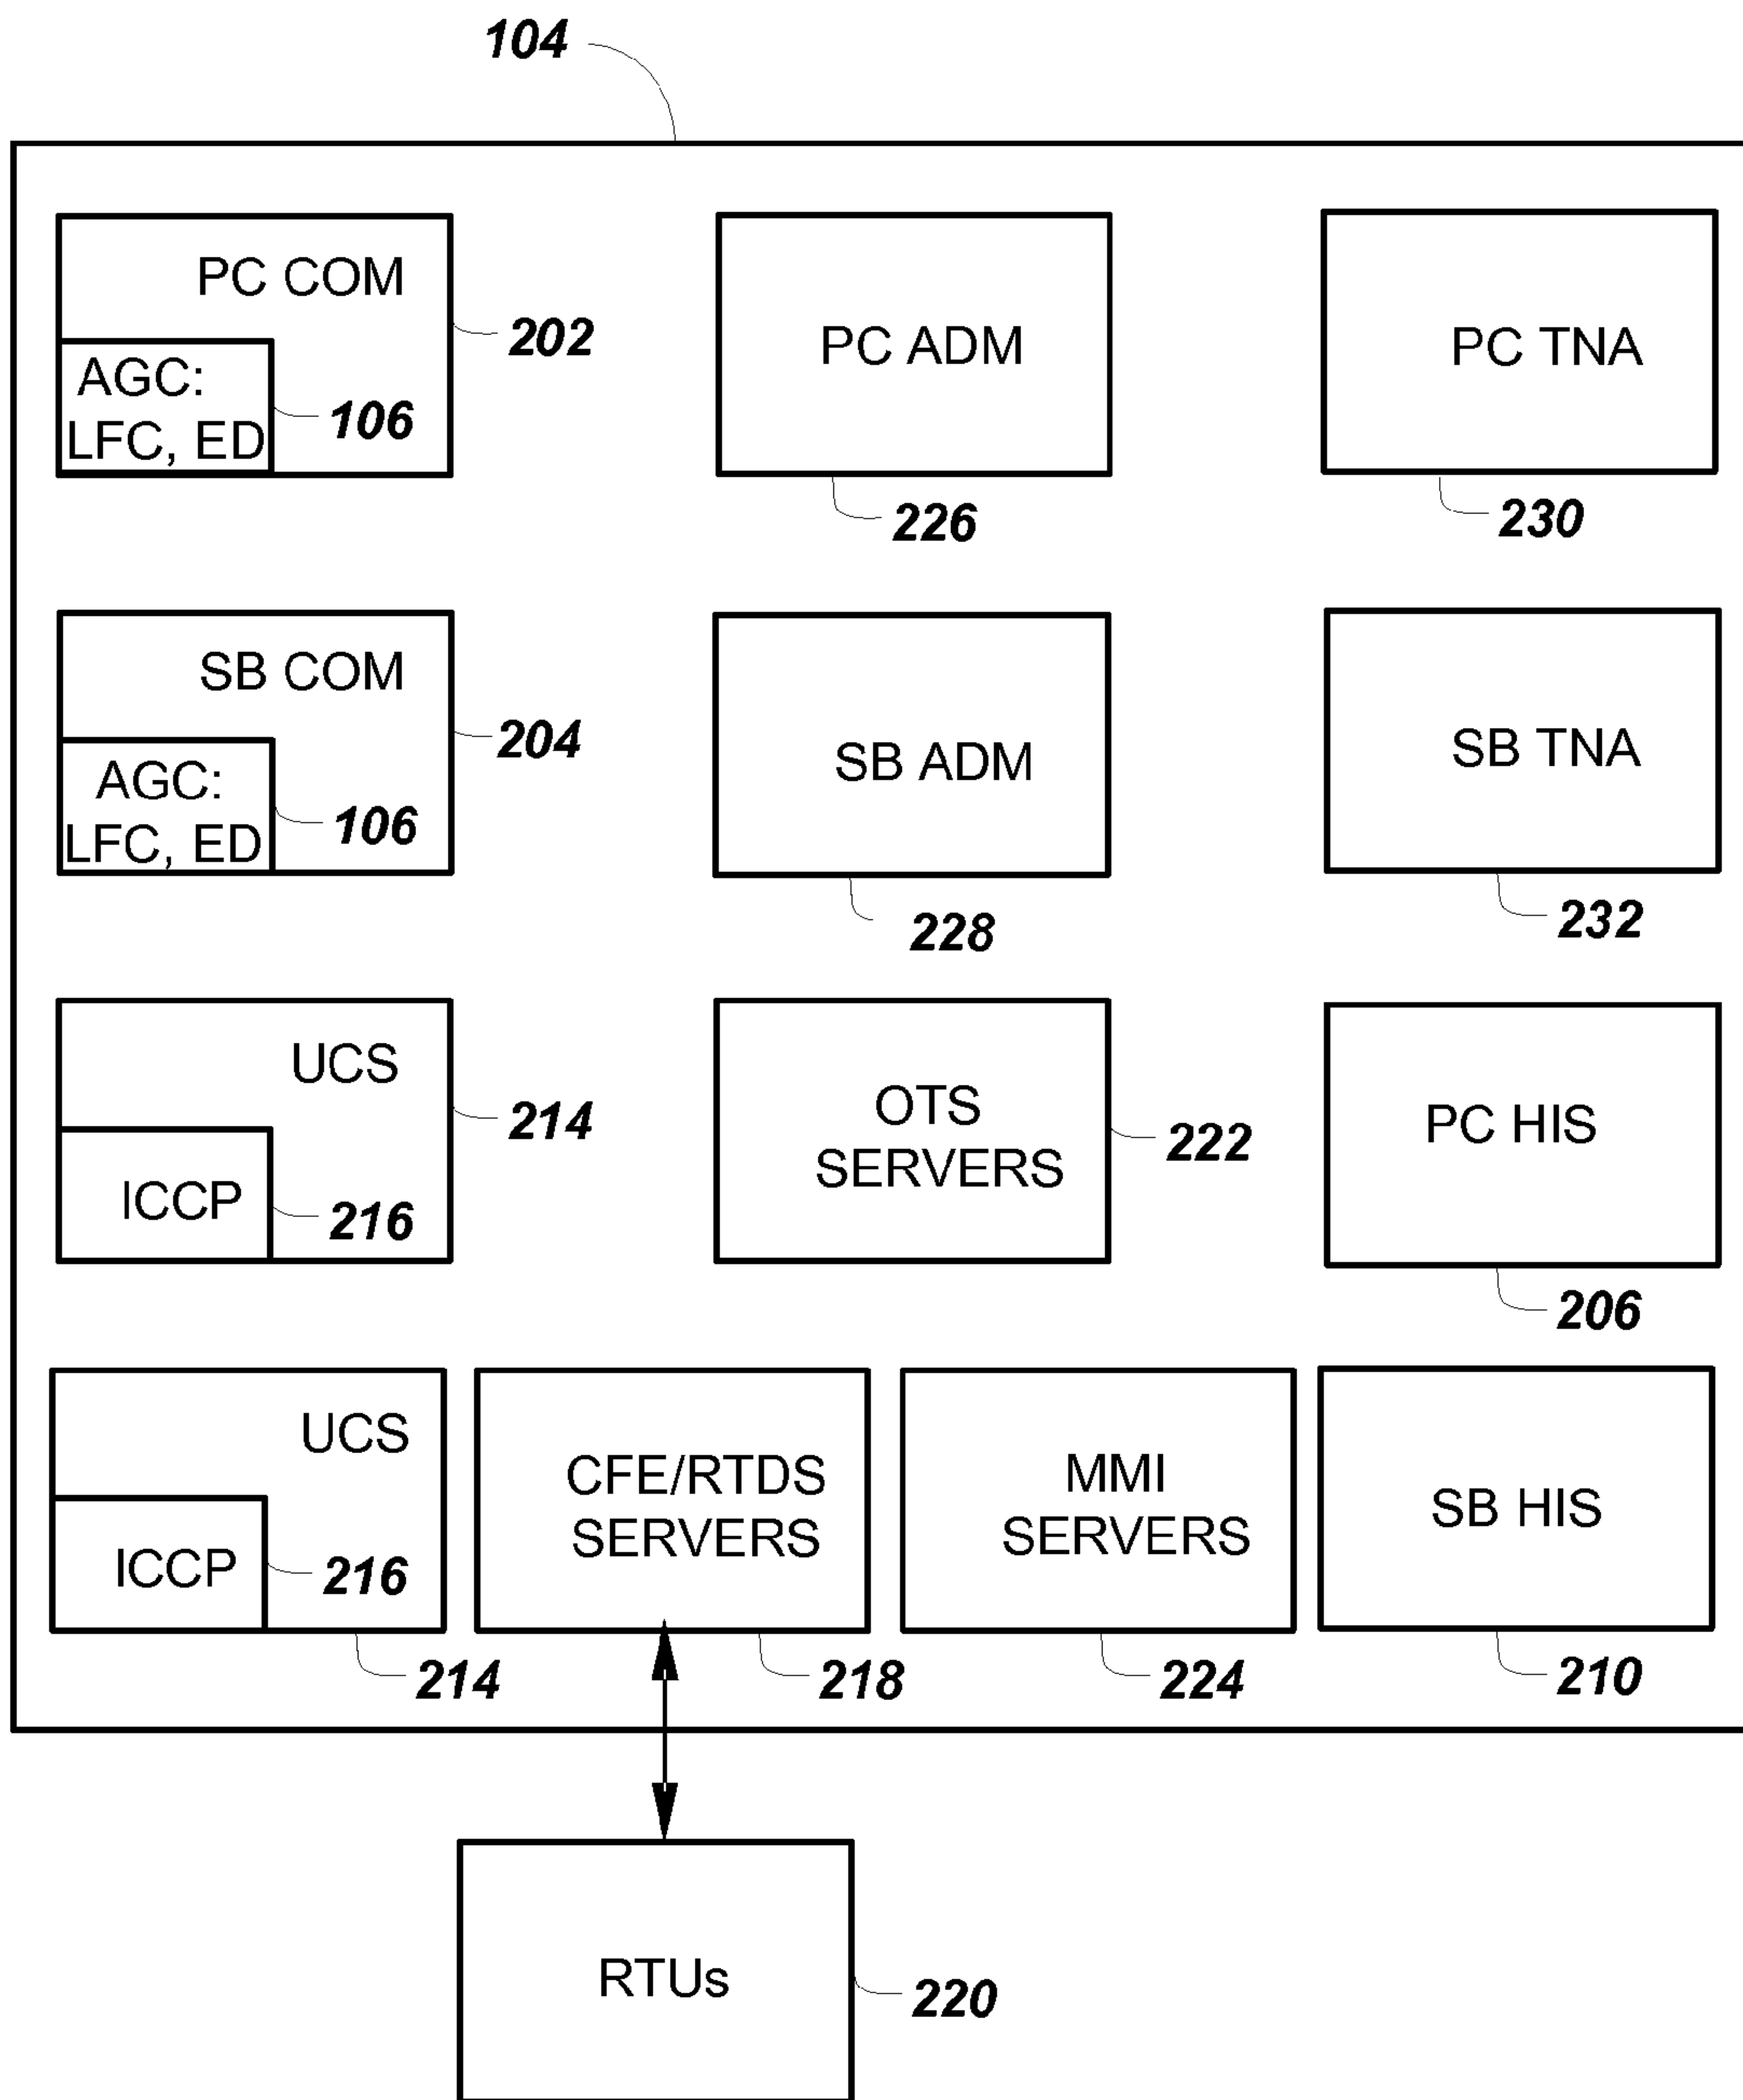 104
PC COM
202
AGC:
LFC, ED
106
PC ADM
226
PC TNA
230
SB COM
204
AGC:
LFC, ED
106
SB ADM
228
SB TNA
232
UCS
214
ICCP
216
OTS
SERVERS
222
PC HIS
206
UCS
ICCP
216
214
CFE/RTDS
SERVERS
218
MMI
SERVERS
224
SB HIS
210
RTUs
220